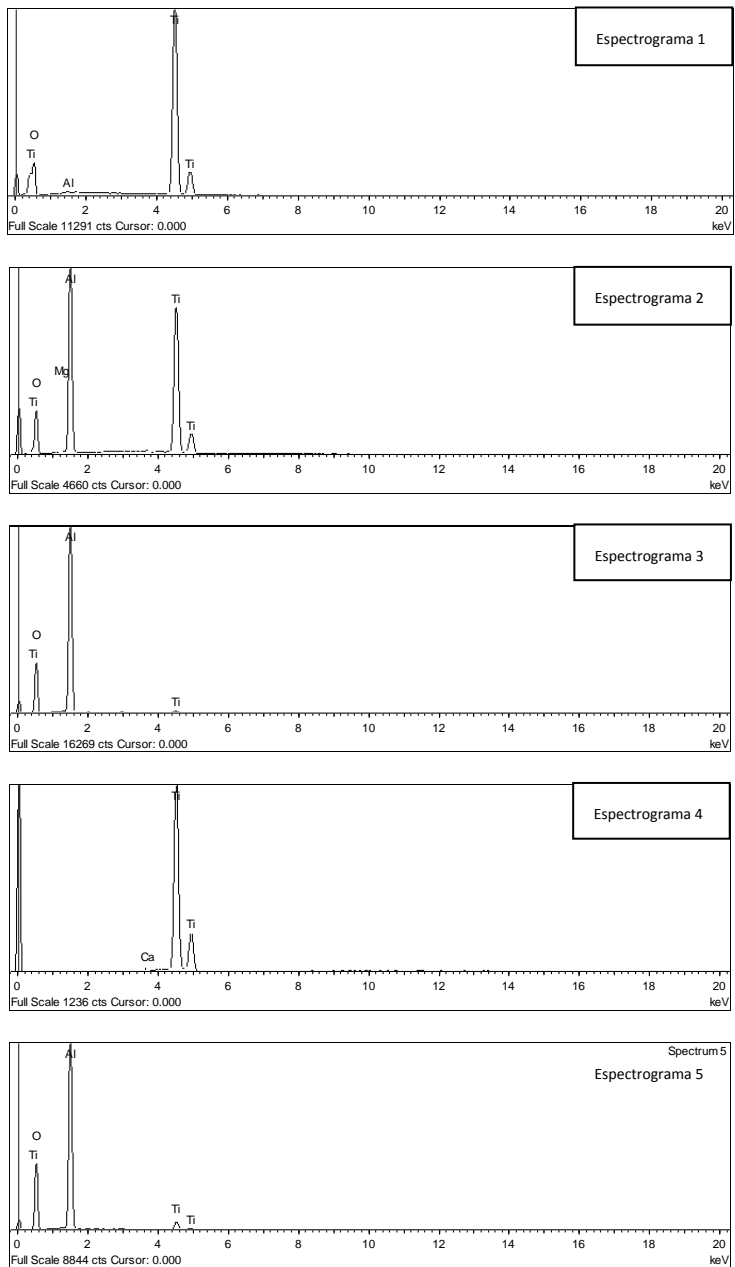 Ti
Espectrograma 1
O
Ti
Ti
Al
0 2 4 6 8 10 12 14 16 18 20
Full Scale 11291 cts Cursor: 0.000 keV
Al
Espectrograma 2
Ti
Mg
O
Ti
Ti
0 2 4 6 8 10 12 14 16 18 20
Full Scale 4660 cts Cursor: 0.000 keV
Al
Espectrograma 3
O
Ti
Ti
0 2 4 6 8 10 12 14 16 18 20
Full Scale 16269 cts Cursor: 0.000 keV
Ti
Espectrograma 4
Ti
Ca
0 2 4 6 8 10 12 14 16 18 20
Full Scale 1236 cts Cursor: 0.000 keV
Al
Spectrum 5
Espectrograma 5
O
Ti
Ti
Ti
0 2 4 6 8 10 12 14 16 18 20
Full Scale 8844 cts Cursor: 0.000 keV